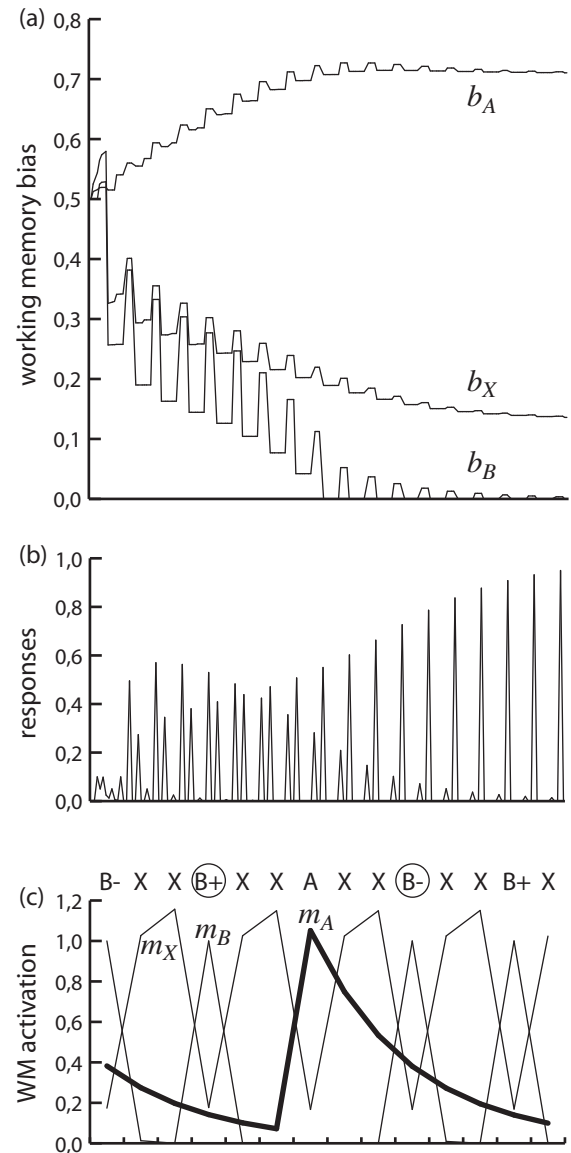 (a)
0,8
0,7
0,6
0,5
0,4
0,3
0,2
0,1
0,0
working memory bias
b_A
b_X
b_B
(b)
1,0
0,8
0,6
0,4
0,2
0,0
responses
B- X X B+ X X A X X B- X X B+ X
(c)
1,2
1,0
0,8
0,6
0,4
0,2
0,0
WM activation
m_X
m_B
m_A